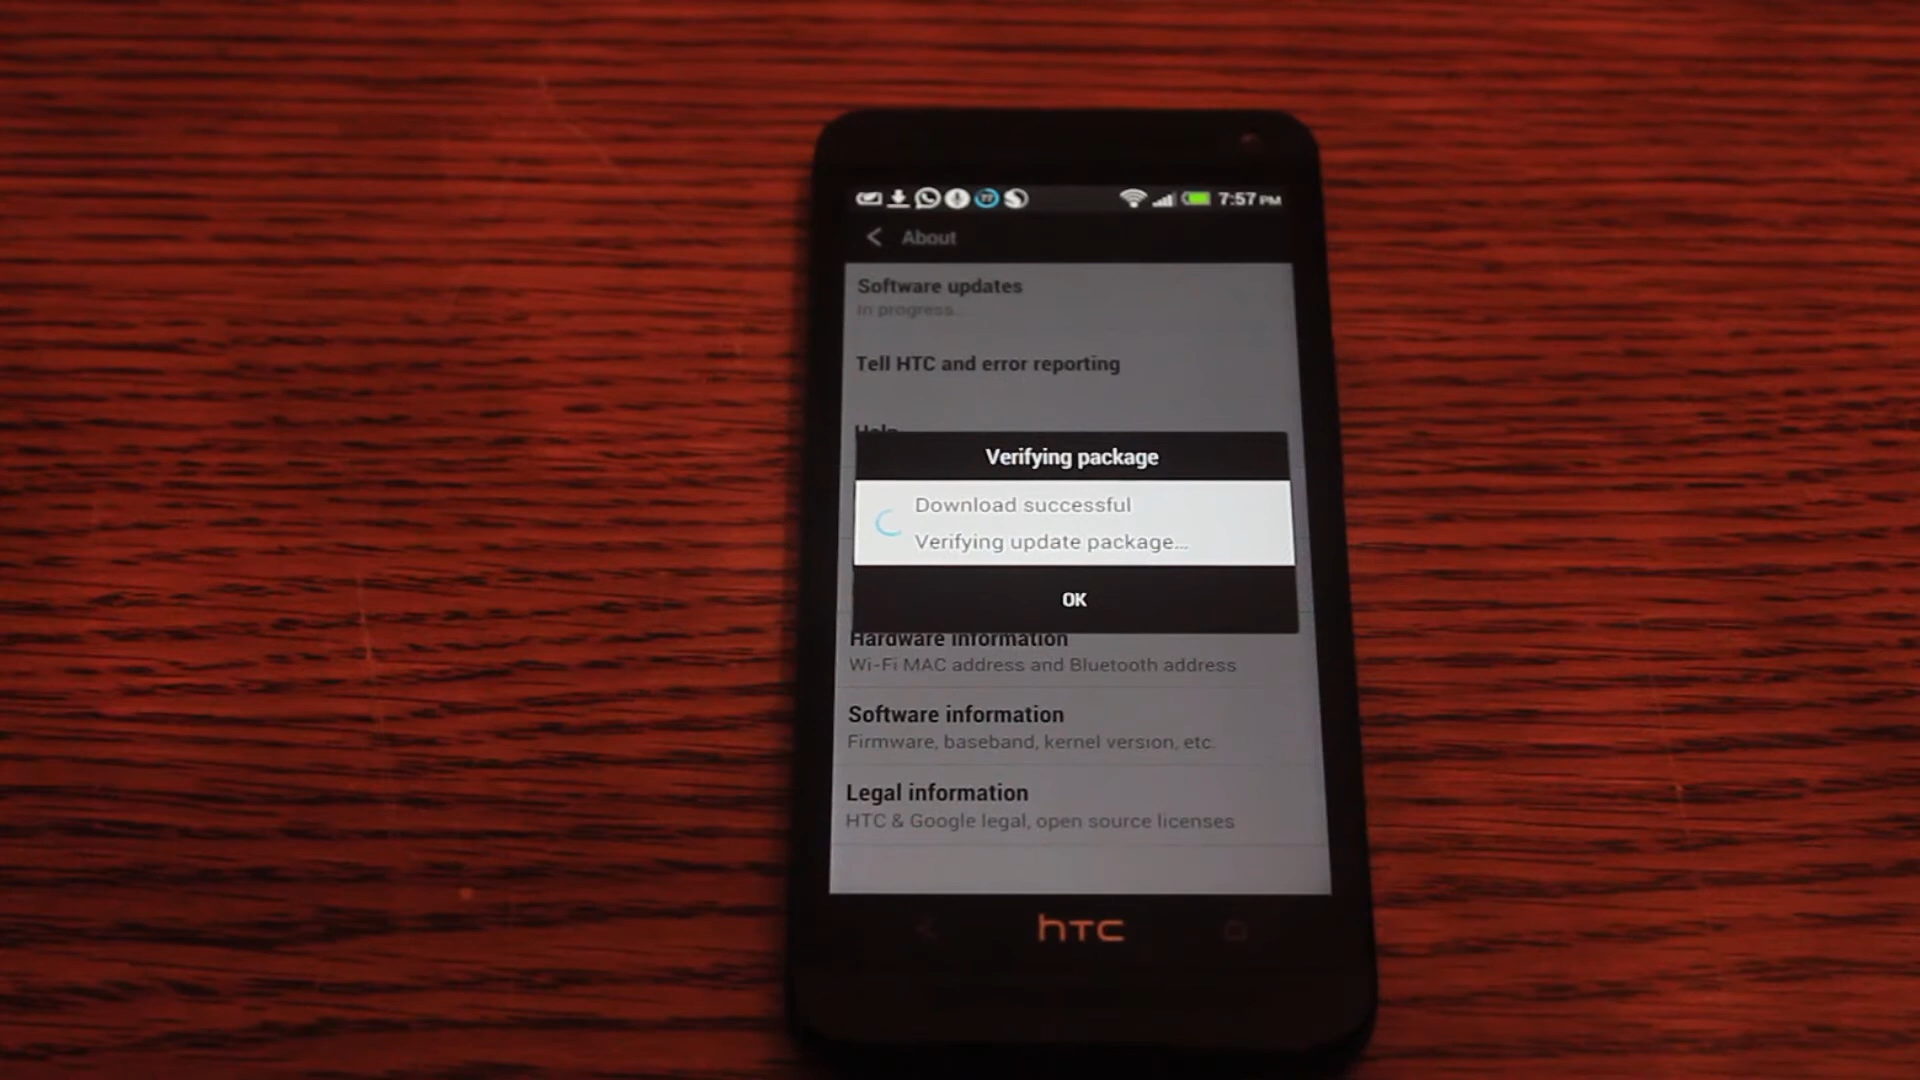 7:57 PM
About
Software updates
In progress...
Tell HTC and error reporting
Help
Verifying package
Download successful
Verifying update package...
OK
Hardware information
Wi-Fi MAC address and Bluetooth address
Software information
Firmware, baseband, kernel version, etc.
Legal information
HTC & Google legal, open source licenses
hTC